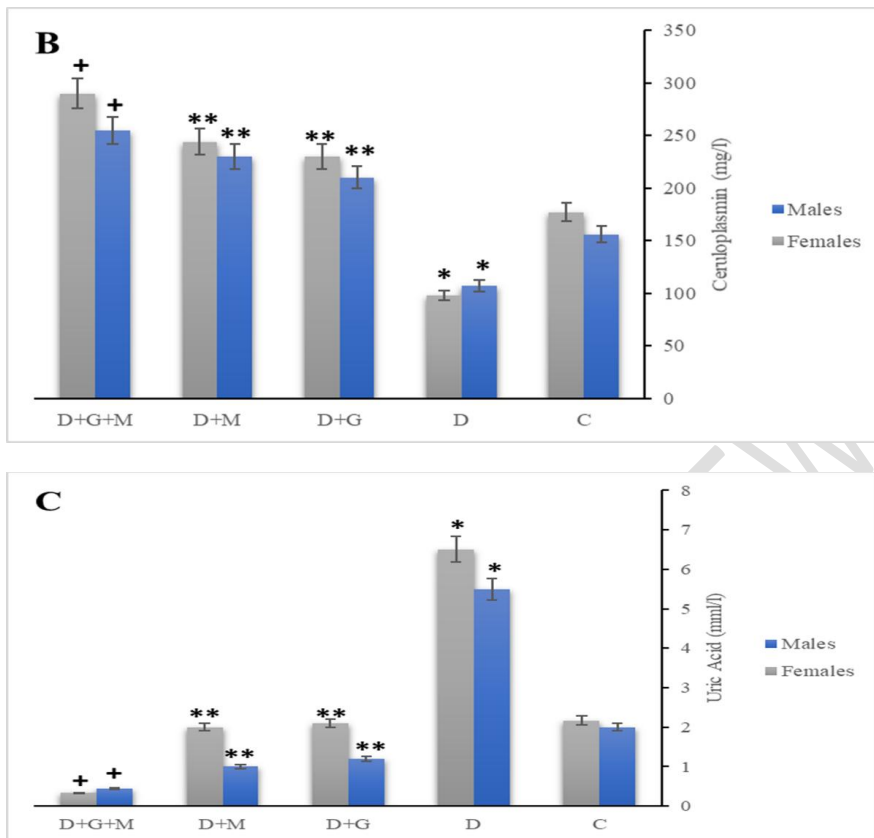 B
350
300
250
200
150
100
50
0
Ceruloplasmin (mg/l)
+
+
**
**
**
**
*
*
Males
Females
D+G+M
D+M
D+G
D
C
C
8
7
6
5
4
3
2
1
0
Uric Acid (mml/l)
+
+
**
**
**
**
*
*
Males
Females
D+G+M
D+M
D+G
D
C